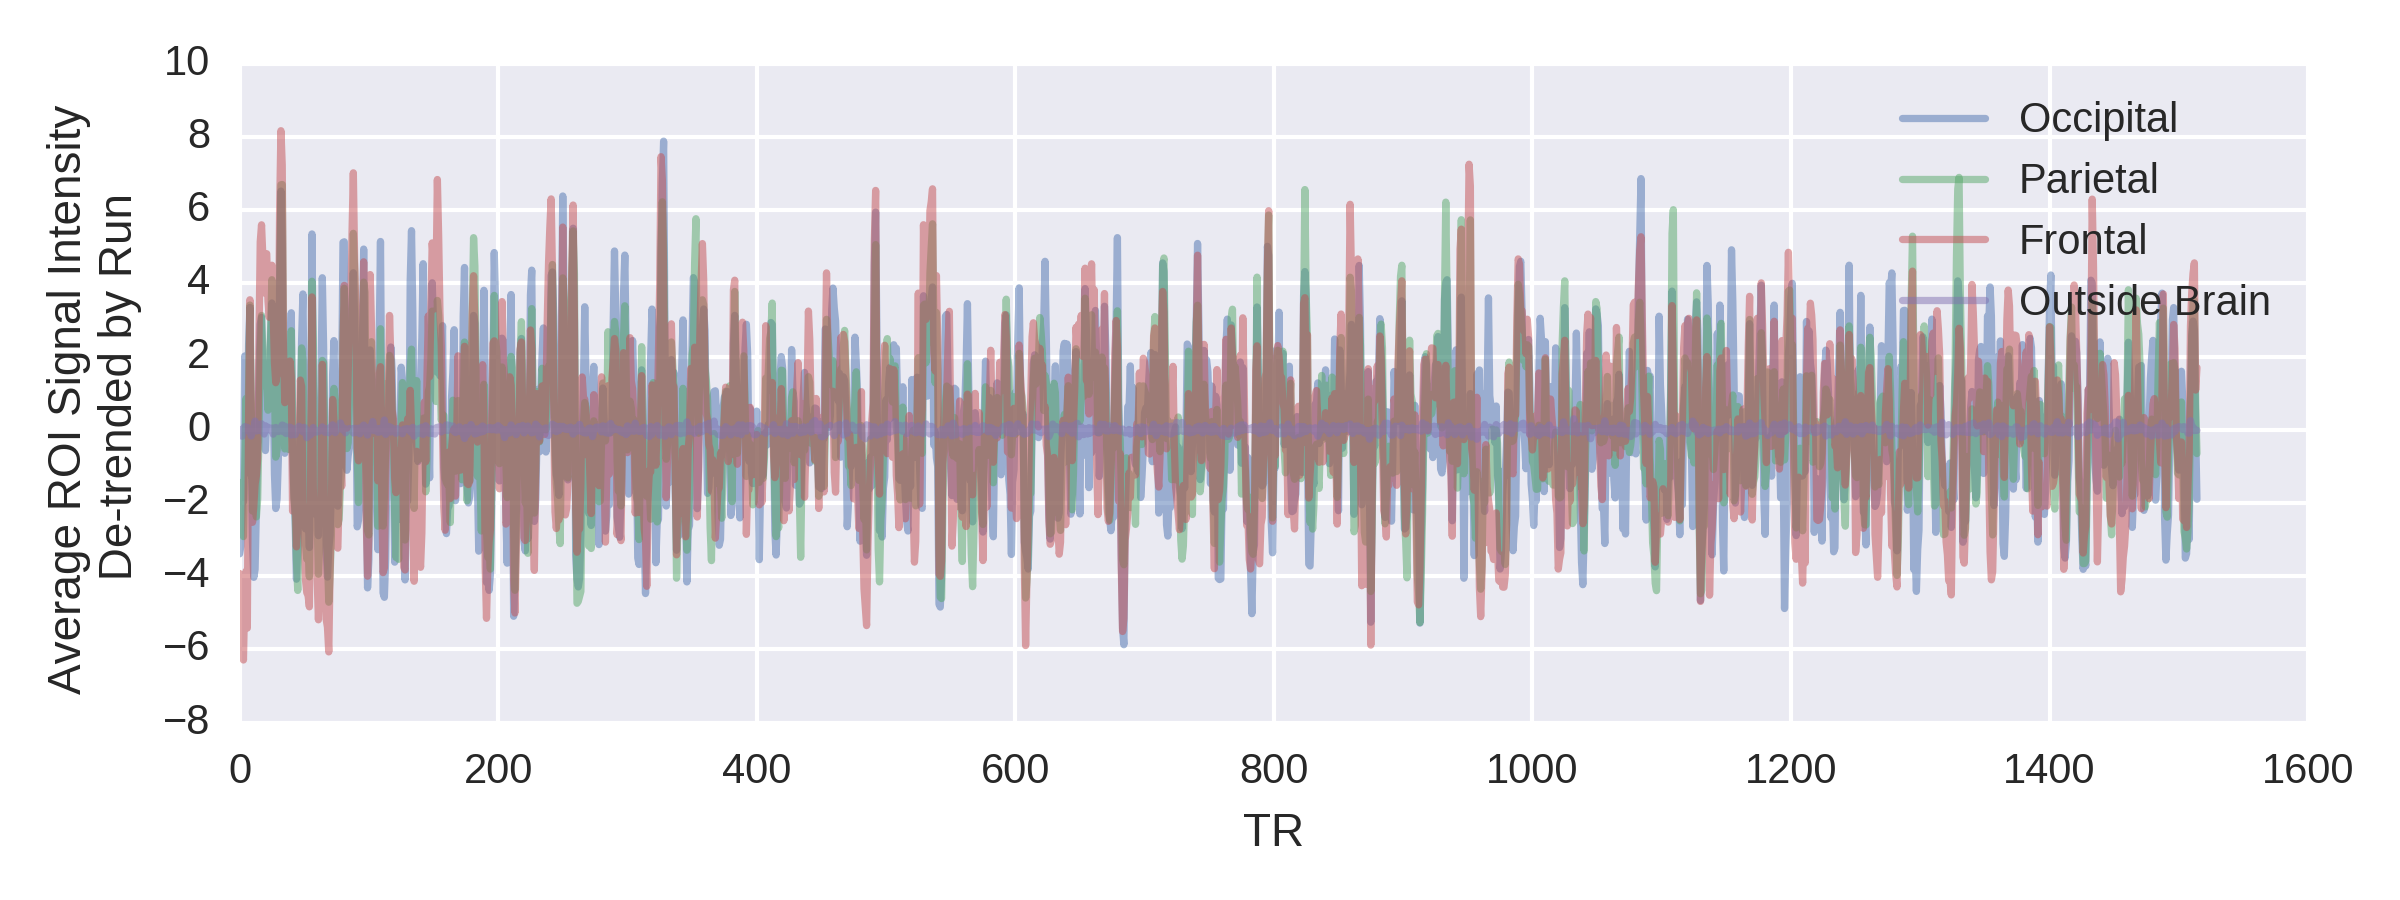 Average ROI Signal Intensity
De-trended by Run
10
8
6
4
2
0
−2
−4
−6
−8
Occipital
Parietal
Frontal
Outside Brain
0 200 400 600 800 1000 1200 1400 1600
TR